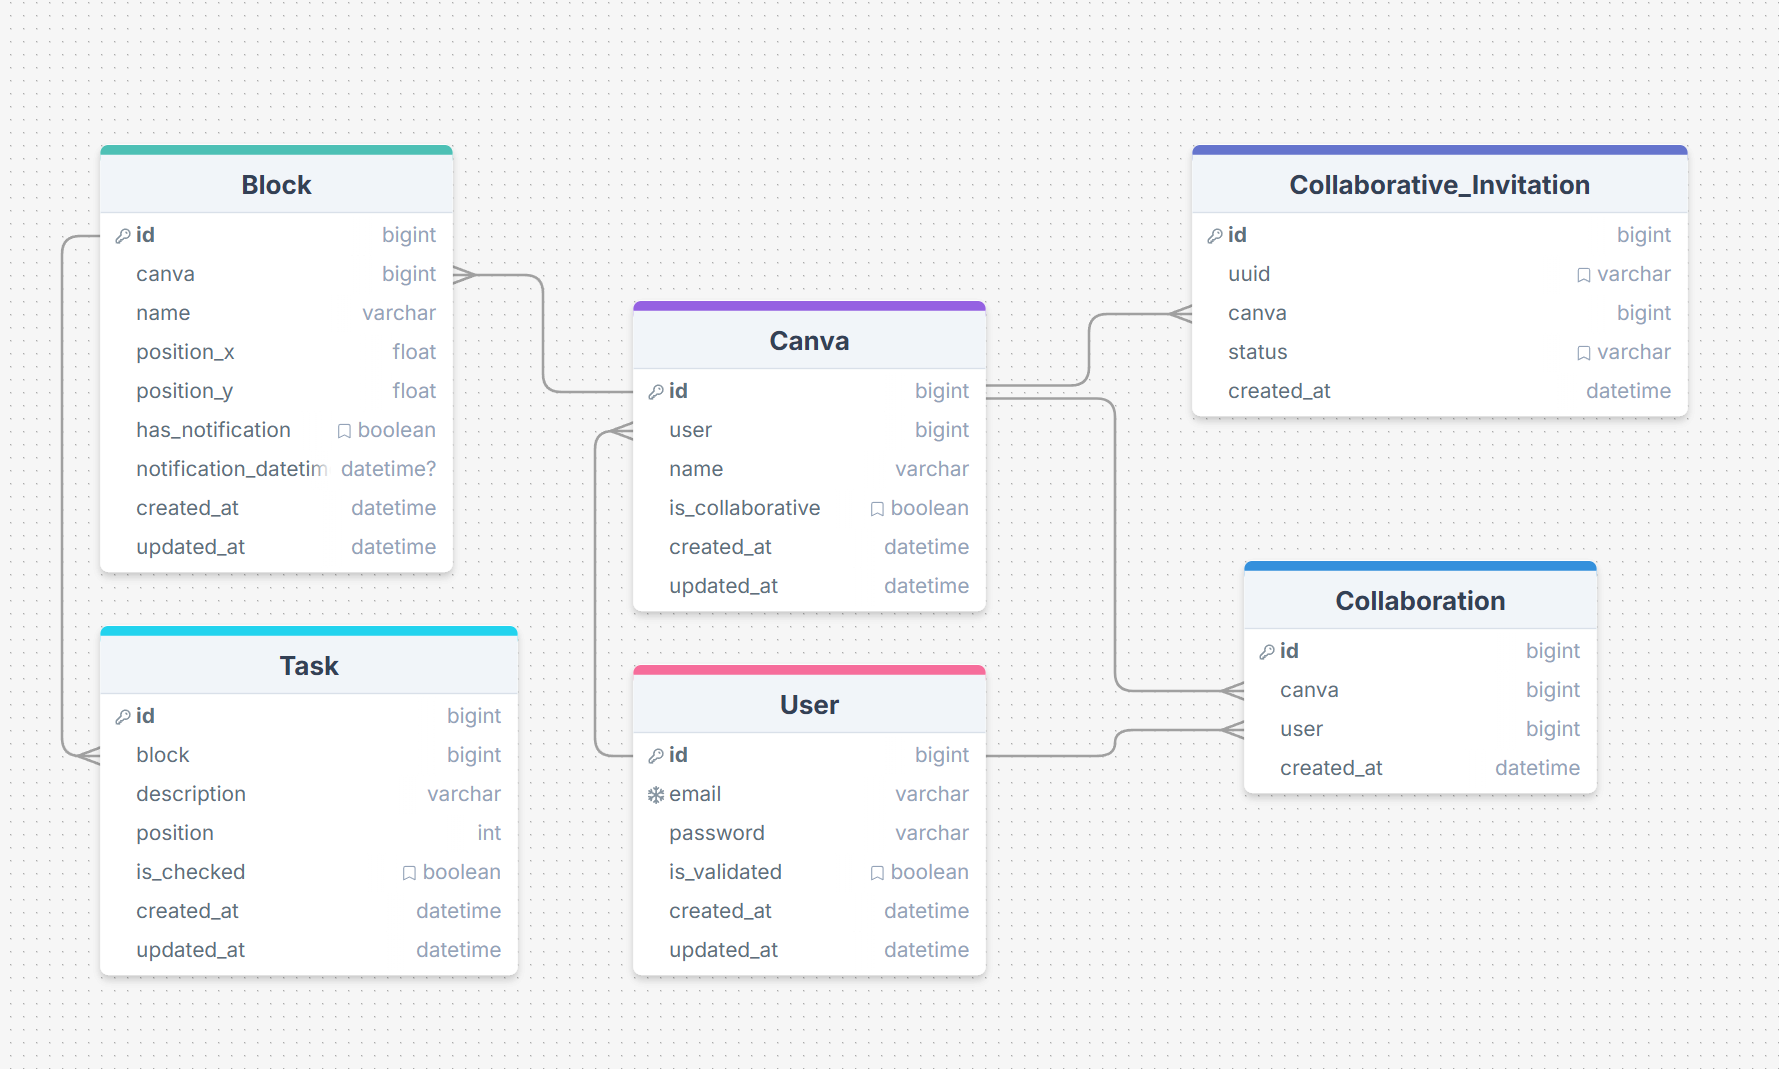 Block
id bigint
canva bigint
name varchar
position_x float
position_y float
has_notification boolean
notification_datetim datetime?
created_at datetime
updated_at datetime
Task
id bigint
block bigint
description varchar
position int
is_checked boolean
created_at datetime
updated_at datetime
Canva
id bigint
user bigint
name varchar
is_collaborative boolean
created_at datetime
updated_at datetime
User
id bigint
email varchar
password varchar
is_validated boolean
created_at datetime
updated_at datetime
Collaborative_Invitation
id bigint
uuid varchar
canva bigint
status varchar
created_at datetime
Collaboration
id bigint
canva bigint
user bigint
created_at datetime